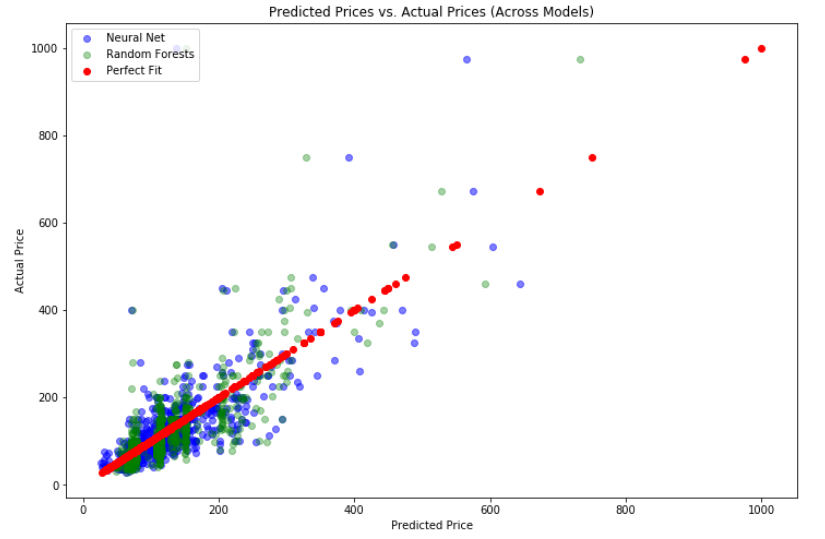 Predicted Prices vs. Actual Prices (Across Models)
Neural Net
Random Forests
Perfect Fit
Actual Price
1000
800
600
400
200
0
0 200 400 600 800 1000
Predicted Price